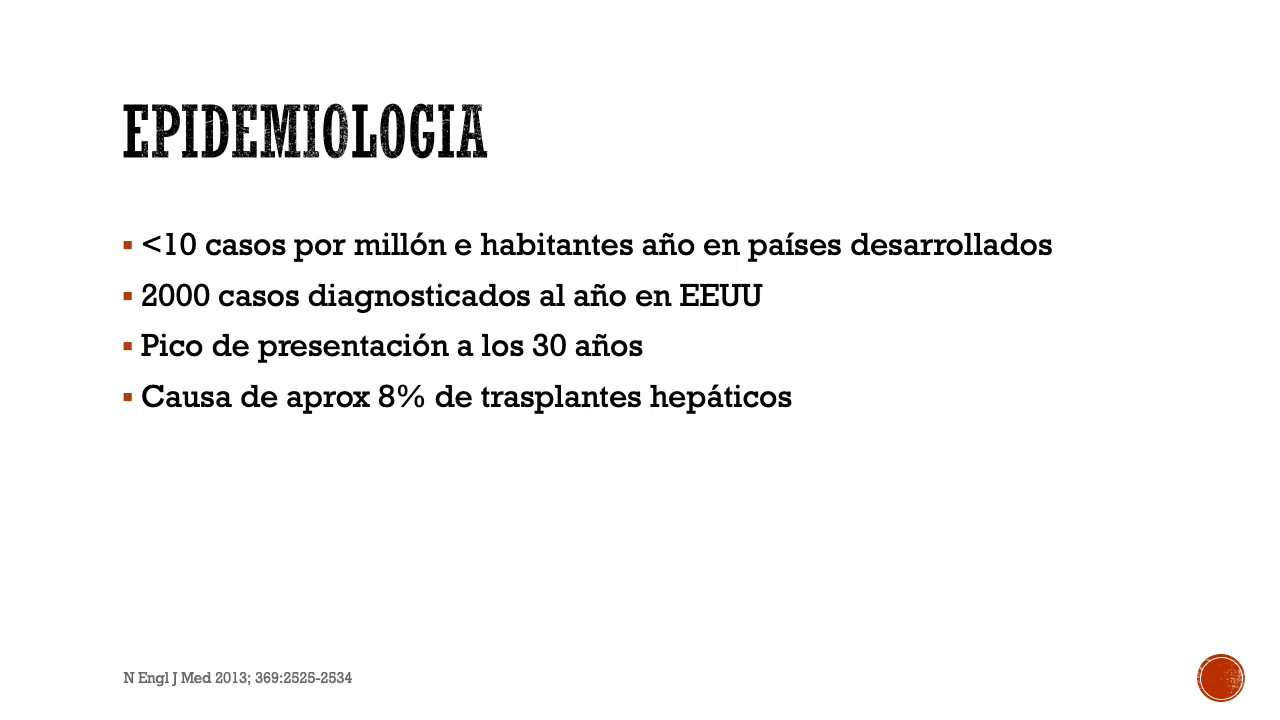 EPIDEMIOLOGIA
▪ <10 casos por millón e habitantes año en países desarrollados
▪ 2000 casos diagnosticados al año en EEUU
▪ Pico de presentación a los 30 años
▪ Causa de aprox 8% de trasplantes hepáticos
N Engl J Med 2013; 369:2525-2534